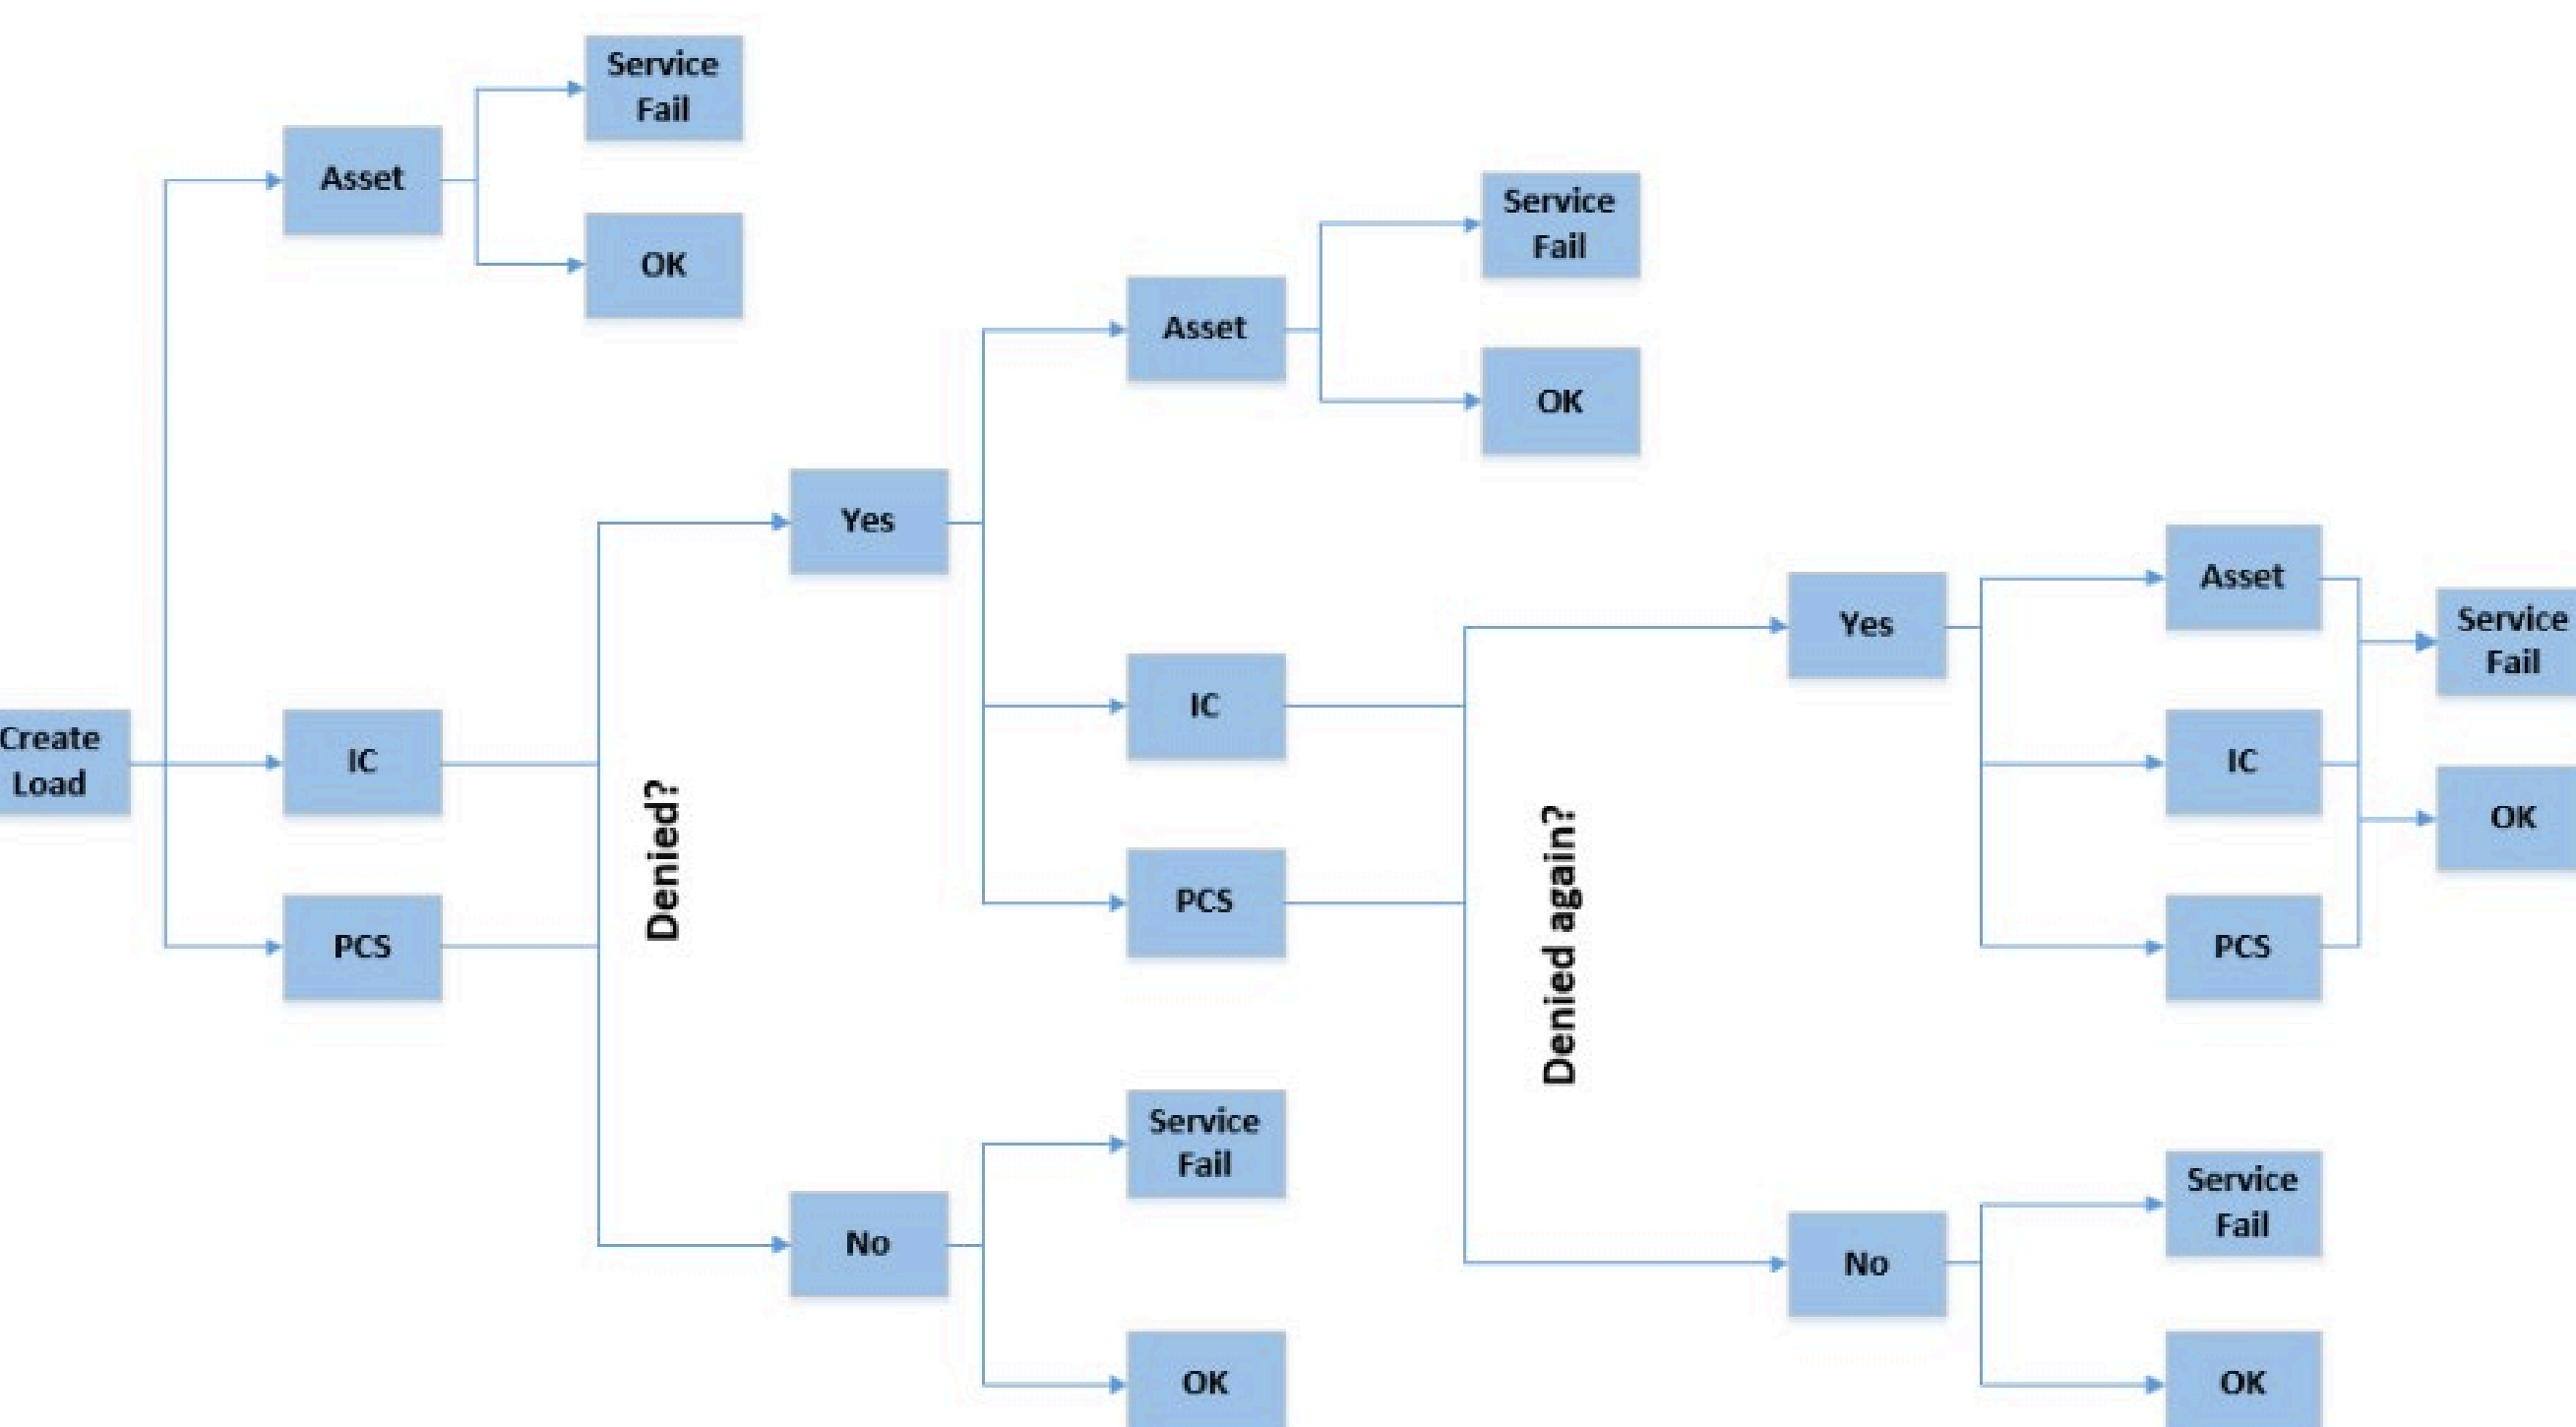 Service
Fail
Asset
OK
Service
Fail
Asset
OK
Yes
Asset
Yes
Service
Fail
IC
Create
Load
IC
IC
OK
Denied?
PCS
Denied again?
PCS
PCS
Service
Fail
Service
Fail
No
No
OK
OK